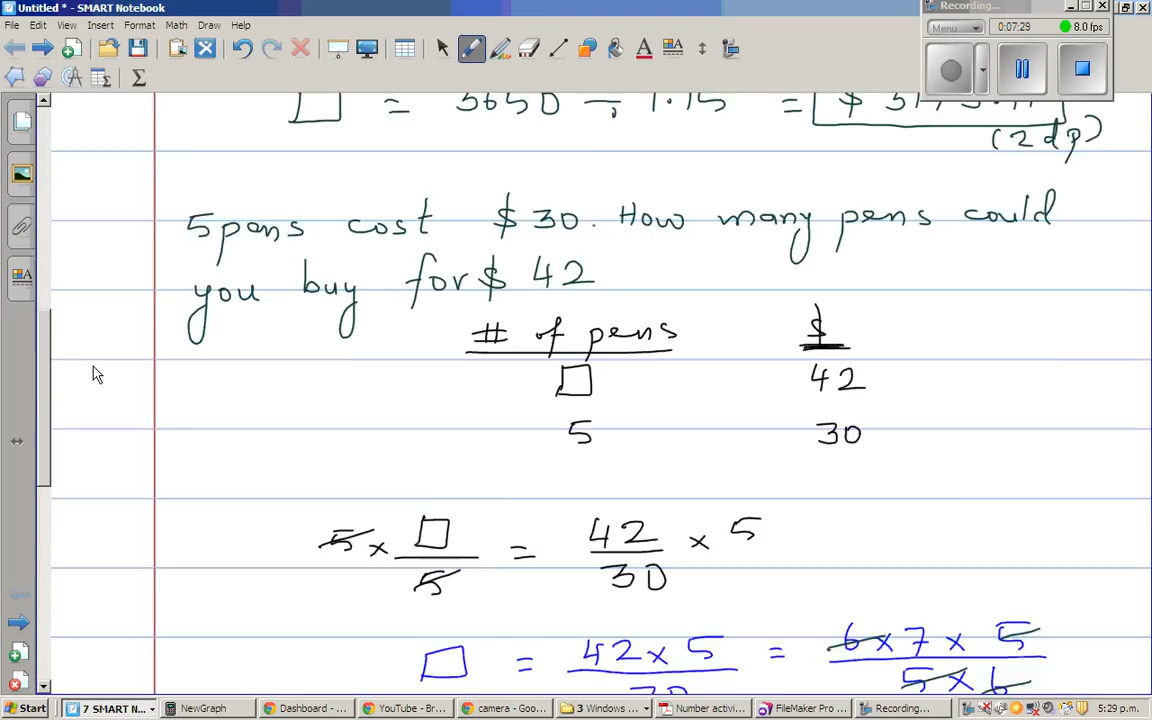 Untitled * - SMART Notebook
Recording...
File Edit View Insert Format Math Draw Help
Menu 0:07:29 8.0 fps
□ = 3650 ÷ 1.15 =
(2 dp)
5 pens cost $ 30. How many pens could
you buy for $ 42
# of pens $
□ 42
5 30
5 × □/5 = 42/30 × 5
□ = 42 × 5/30 = 6 × 7 × 5/5 × 6
Start 7 SMART N... NewGraph Dashboard - ... YouTube - Br... camera - Goo... 3 Windows ... Number activi... FileMaker Pro ... Recording... 5:29 p.m.